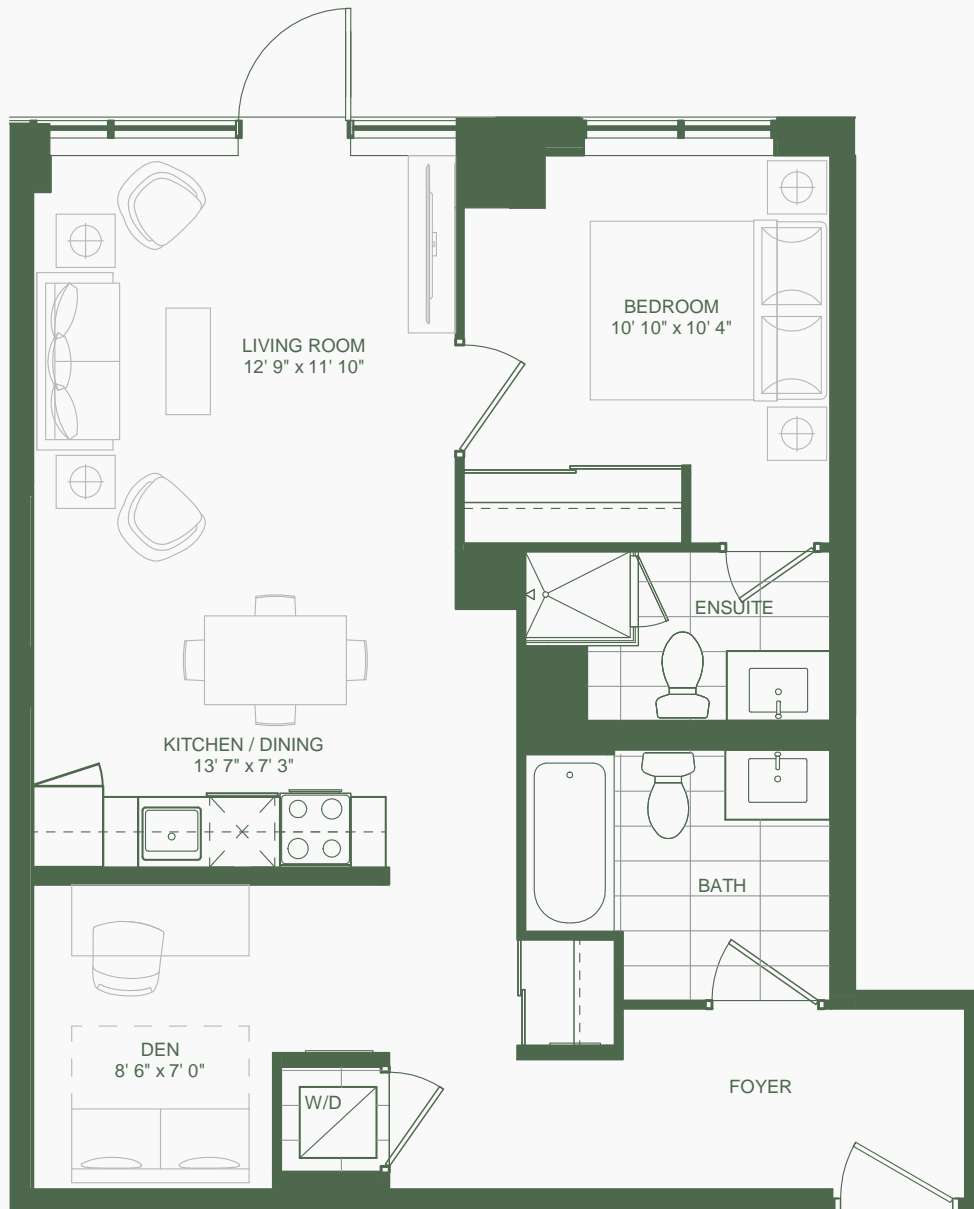 LIVING ROOM
12' 9" x 11' 10"
BEDROOM
10' 10" x 10' 4"
ENSUITE
KITCHEN / DINING
13' 7" x 7' 3"
BATH
DEN
8' 6" x 7' 0"
W/D
FOYER